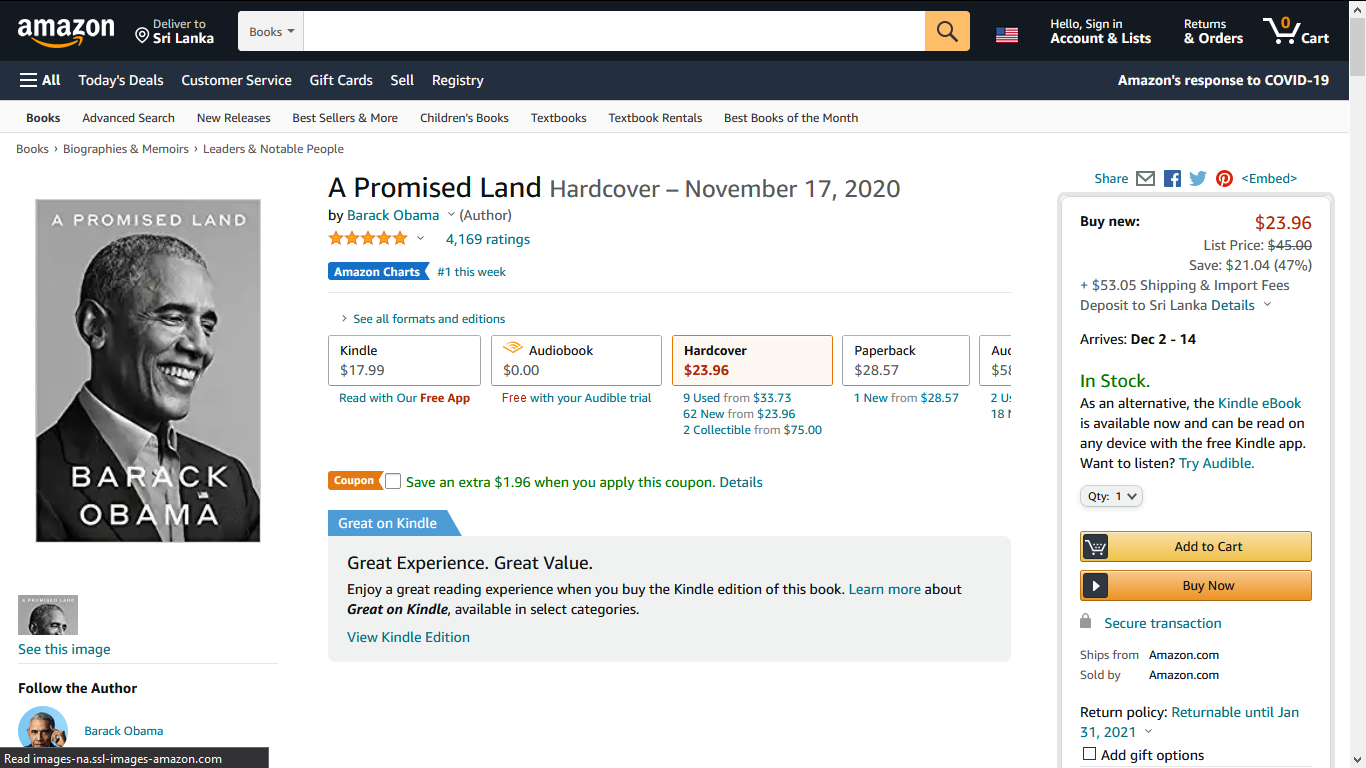 amazon
Deliver to
Sri Lanka
Books
Hello, Sign in
Account & Lists
Returns
& Orders
0
Cart
All
Today's Deals
Customer Service
Gift Cards
Sell
Registry
Amazon's response to COVID-19
Books
Advanced Search
New Releases
Best Sellers & More
Children's Books
Textbooks
Textbook Rentals
Best Books of the Month
Books › Biographies & Memoirs › Leaders & Notable People
A PROMISED LAND
BARACK
OBAMA
A PROMISED LAND
See this image
Follow the Author
Barack Obama
Read images-na.ssl-images-amazon.com
A Promised Land Hardcover – November 17, 2020
by Barack Obama (Author)
4,169 ratings
Amazon Charts #1 this week
› See all formats and editions
Kindle
$17.99
Read with Our Free App
Audiobook
$0.00
Free with your Audible trial
Hardcover
$23.96
9 Used from $33.73
62 New from $23.96
2 Collectible from $75.00
Paperback
$28.57
1 New from $28.57
Coupon Save an extra $1.96 when you apply this coupon. Details
Great on Kindle
Great Experience. Great Value.
Enjoy a great reading experience when you buy the Kindle edition of this book. Learn more about
Great on Kindle, available in select categories.
View Kindle Edition
Share <Embed>
Buy new: $23.96
List Price: $45.00
Save: $21.04 (47%)
+ $53.05 Shipping & Import Fees
Deposit to Sri Lanka Details
Arrives: Dec 2 - 14
In Stock.
As an alternative, the Kindle eBook
is available now and can be read on
any device with the free Kindle app.
Want to listen? Try Audible.
Qty: 1
Add to Cart
Buy Now
Secure transaction
Ships from Amazon.com
Sold by Amazon.com
Return policy: Returnable until Jan
31, 2021
Add gift options